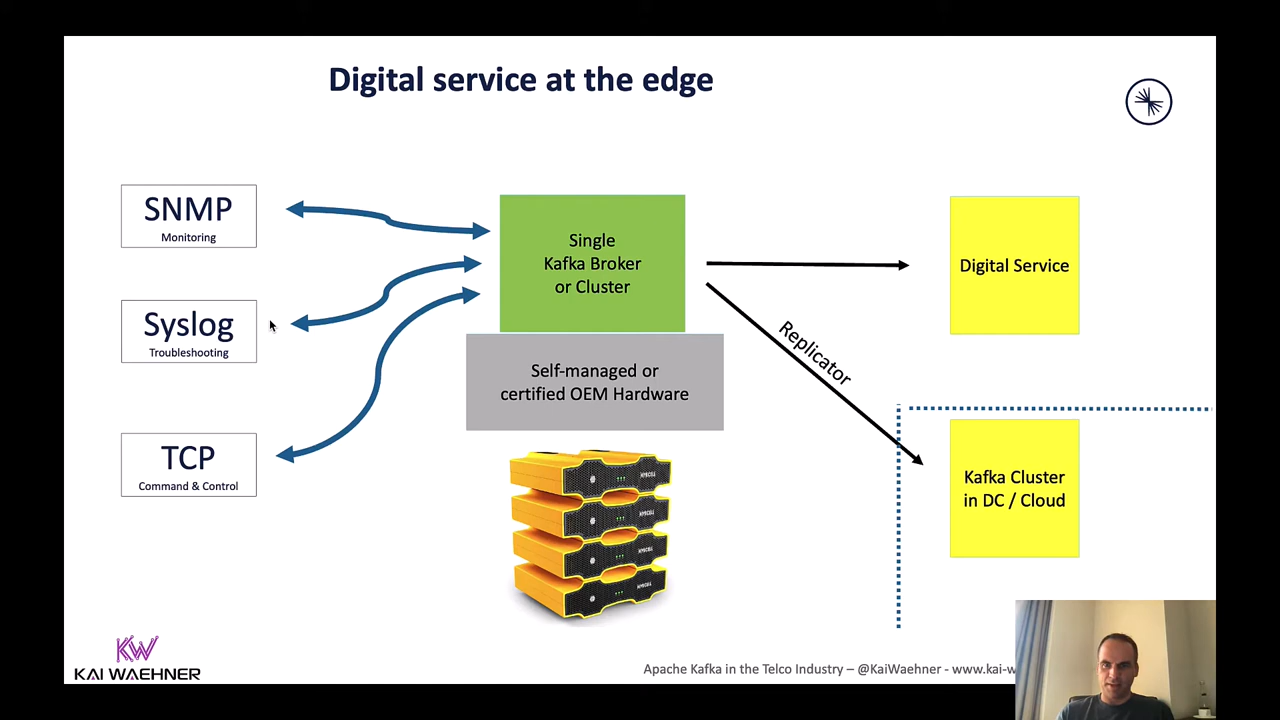 Digital service at the edge
SNMP
Monitoring
Syslog
Troubleshooting
TCP
Command & Control
Single
Kafka Broker
or Cluster
Self-managed or
certified OEM Hardware
Replicator
Digital Service
Kafka Cluster
in DC / Cloud
KW
KAI WAEHNER
Apache Kafka in the Telco Industry – @KaiWaehner - www.kai-w